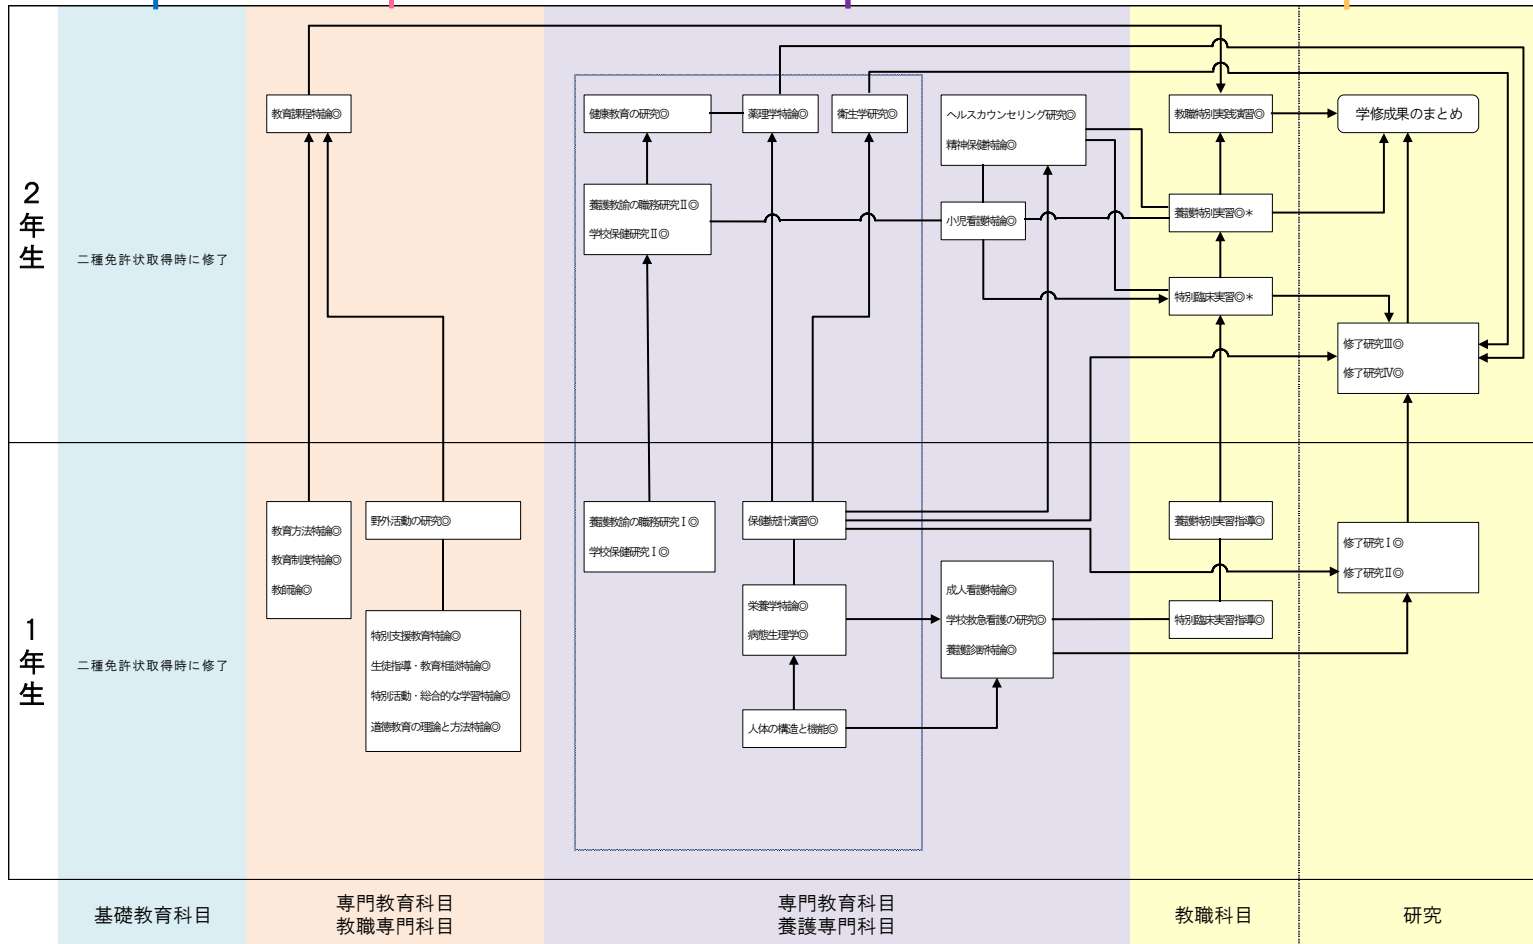 2年生
二種免許状取得時に修了
教育課程特論◎
健康教育の研究◎
薬理学特論◎
衛生学研究◎
ヘルスカウンセリング研究◎
精神保健特論◎
教職特別実践演習◎
学修成果のまとめ
養護教諭の職務研究Ⅱ◎
学校保健研究Ⅱ◎
小児看護特論◎
養護特別実習◎＊
特別臨床実習◎＊
修了研究Ⅲ◎
修了研究Ⅳ◎
1年生
二種免許状取得時に修了
教育方法特論◎
教育制度特論◎
教師論◎
野外活動の研究◎
特別支援教育特論◎
生徒指導・教育相談特論◎
特別活動・総合的な学習特論◎
道徳教育の理論と方法特論◎
養護教諭の職務研究Ⅰ◎
学校保健研究Ⅰ◎
保健統計演習◎
栄養学特論◎
病態生理学◎
人体の構造と機能◎
成人看護特論◎
学校救急看護の研究◎
養護診断特論◎
養護特別実習指導◎
特別臨床実習指導◎
修了研究Ⅰ◎
修了研究Ⅱ◎
基礎教育科目
専門教育科目
教職専門科目
専門教育科目
養護専門科目
教職科目
研究